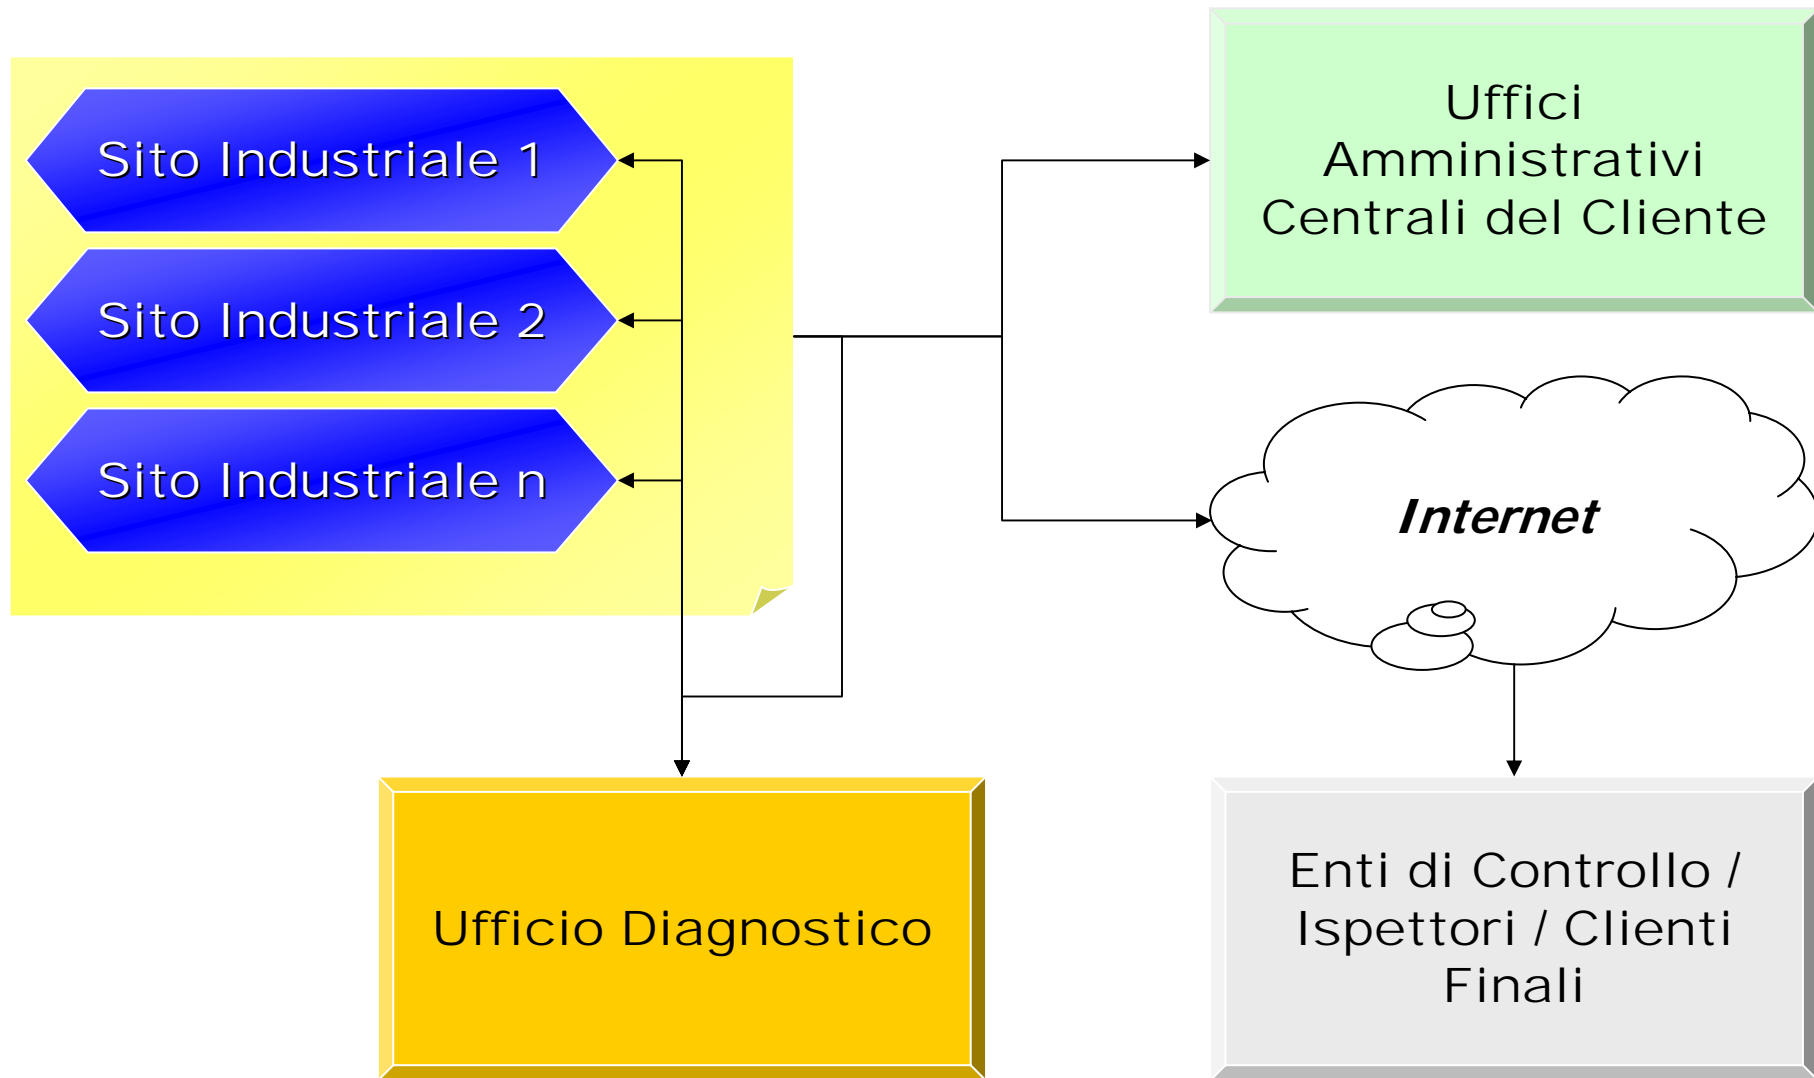 Sito Industriale 1
Sito Industriale 2
Sito Industriale n
Uffici
Amministrativi
Centrali del Cliente
Internet
Ufficio Diagnostico
Enti di Controllo /
Ispettori / Clienti
Finali